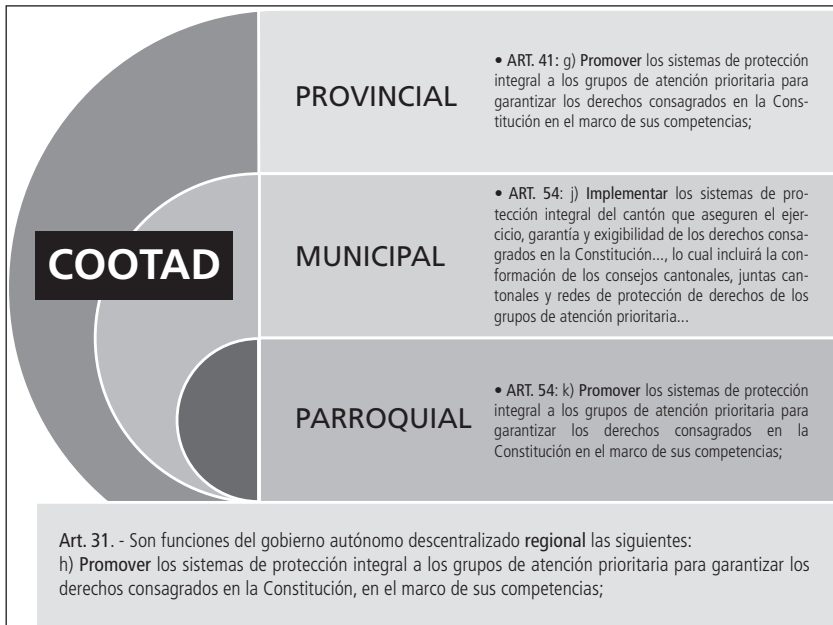 PROVINCIAL
• ART. 41: g) Promover los sistemas de protección
integral a los grupos de atención prioritaria para
garantizar los derechos consagrados en la Cons-
titución en el marco de sus competencias;
COOTAD
MUNICIPAL
• ART. 54: j) Implementar los sistemas de pro-
tección integral del cantón que aseguren el ejer-
cicio, garantía y exigibilidad de los derechos consa-
grados en la Constitución..., lo cual incluirá la con-
formación de los consejos cantonales, juntas can-
tonales y redes de protección de derechos de los
grupos de atención prioritaria...
PARROQUIAL
• ART. 54: k) Promover los sistemas de protección
integral a los grupos de atención prioritaria para
garantizar los derechos consagrados en la
Constitución en el marco de sus competencias;
Art. 31. - Son funciones del gobierno autónomo descentralizado regional las siguientes:
h) Promover los sistemas de protección integral a los grupos de atención prioritaria para garantizar los
derechos consagrados en la Constitución, en el marco de sus competencias;